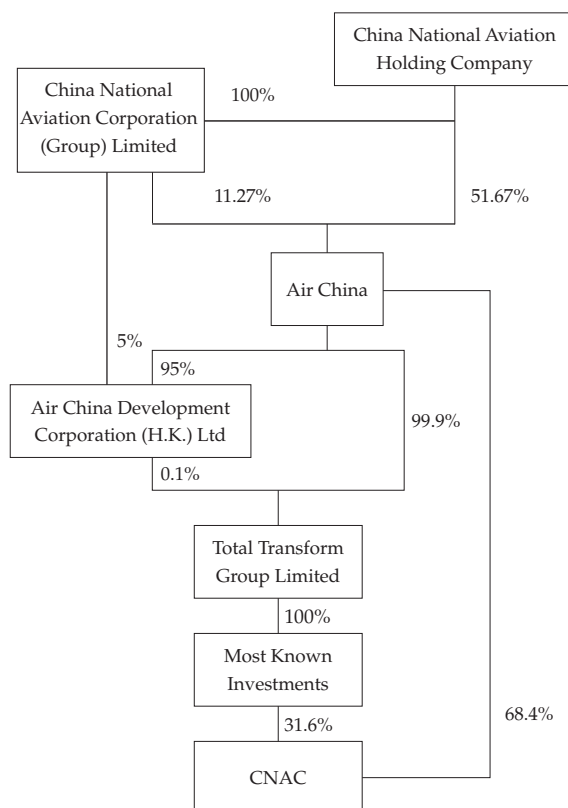 China National Aviation
Holding Company
China National
Aviation Corporation
(Group) Limited
100%
11.27%
51.67%
Air China
5%
95%
Air China Development
Corporation (H.K.) Ltd
99.9%
0.1%
Total Transform
Group Limited
100%
Most Known
Investments
31.6%
68.4%
CNAC